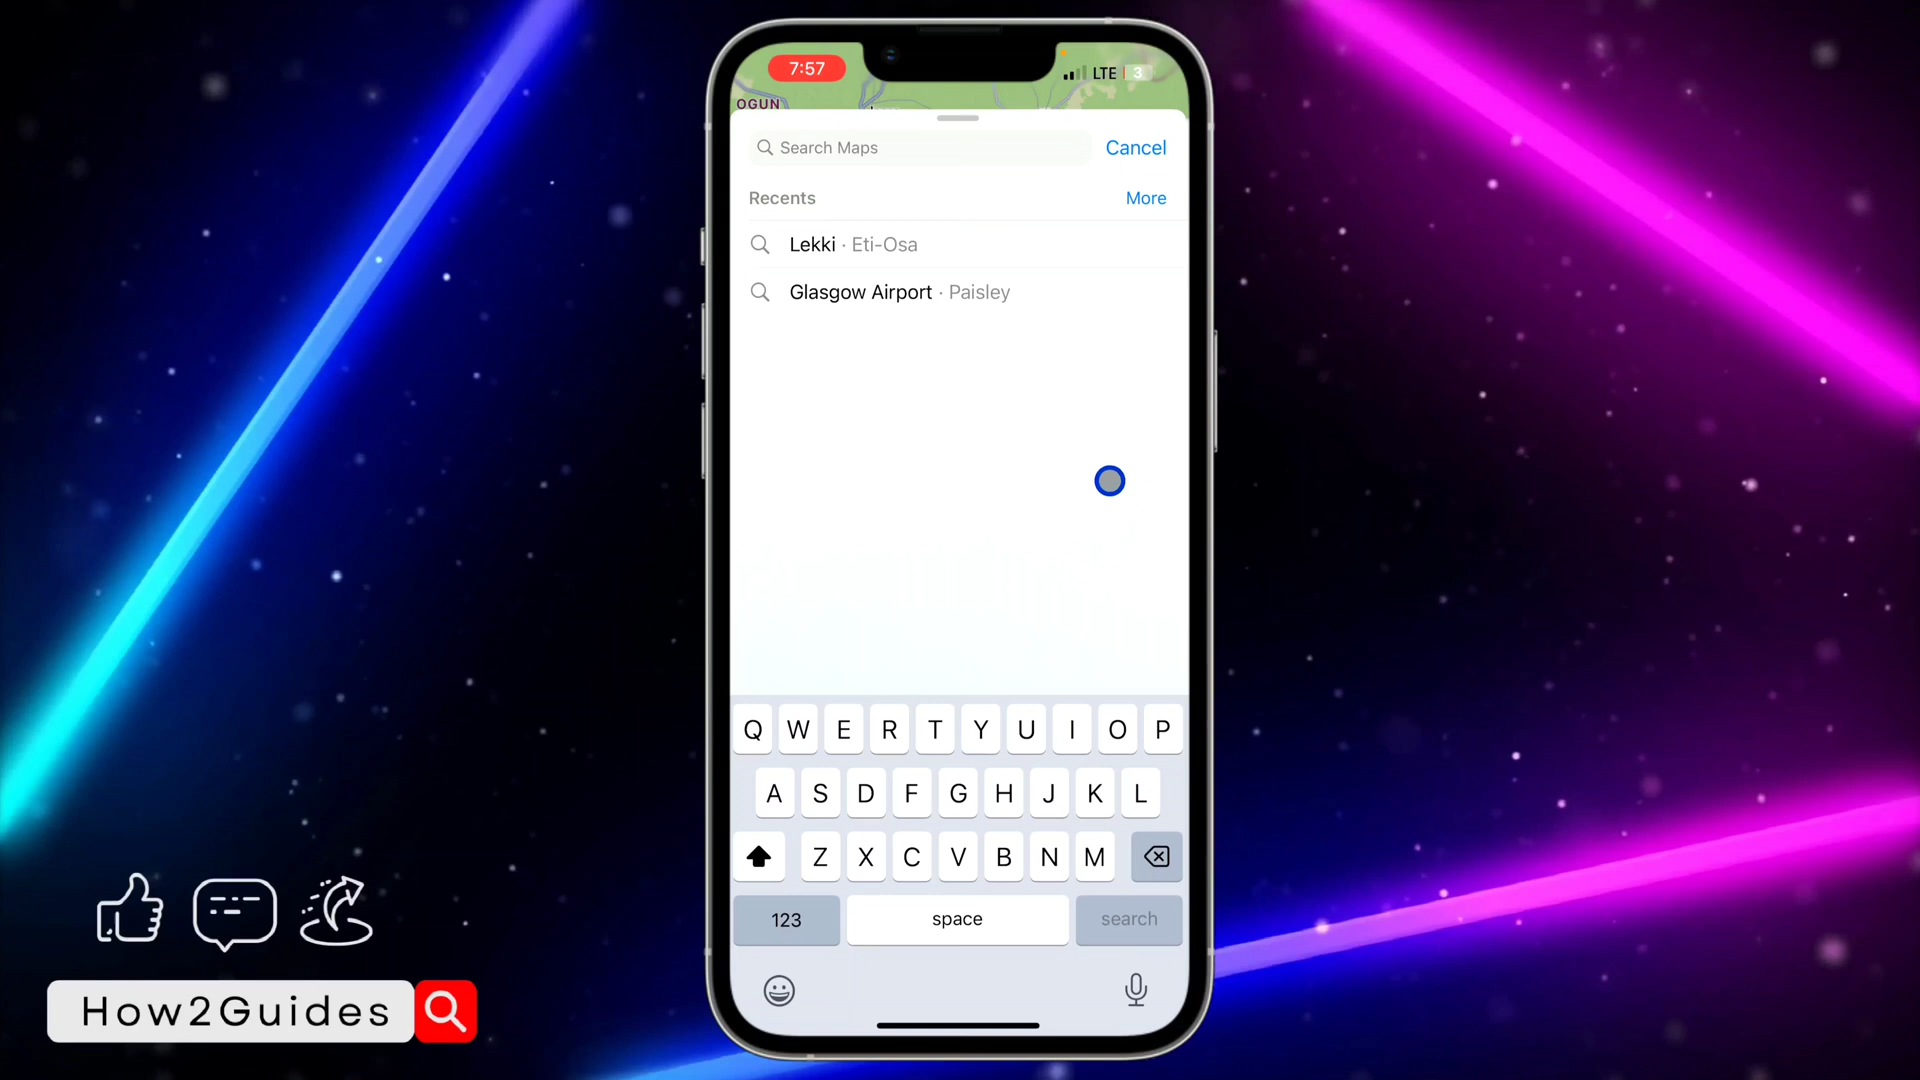 7:57
LTE 3
OGUN
Search Maps
Cancel
Recents
More
Lekki · Eti-Osa
Glasgow Airport · Paisley
Q W E R T Y U I O P
A S D F G H J K L
Z X C V B N M
123
space
search
How2Guides